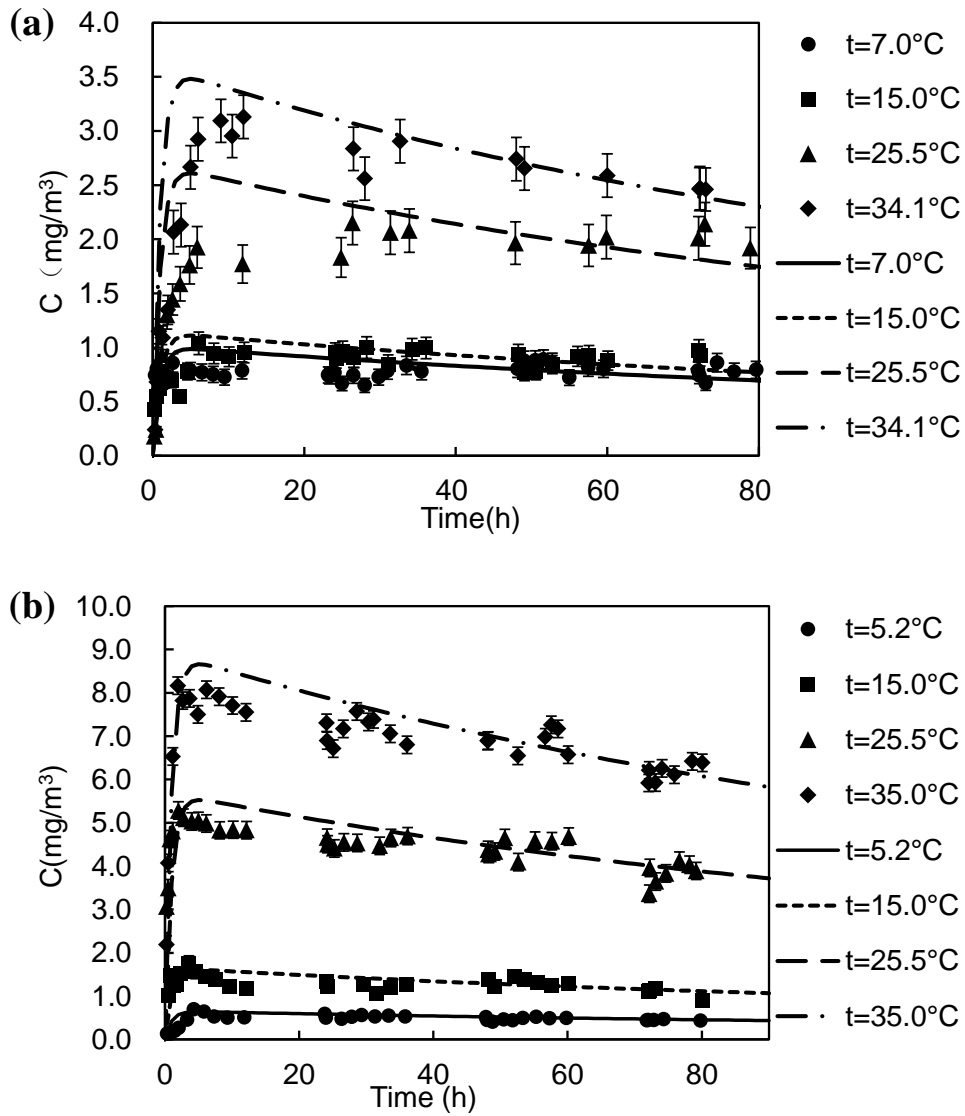 (a)
4.0
3.5
3.0
2.5
2.0
1.5
1.0
0.5
0.0
C（mg/m³)
0 20 40 60 80
Time(h)
t=7.0°C
t=15.0°C
t=25.5°C
t=34.1°C
t=7.0°C
t=15.0°C
t=25.5°C
t=34.1°C
(b)
10.0
9.0
8.0
7.0
6.0
5.0
4.0
3.0
2.0
1.0
0.0
C(mg/m³)
0 20 40 60 80
Time (h)
t=5.2°C
t=15.0°C
t=25.5°C
t=35.0°C
t=5.2°C
t=15.0°C
t=25.5°C
t=35.0°C